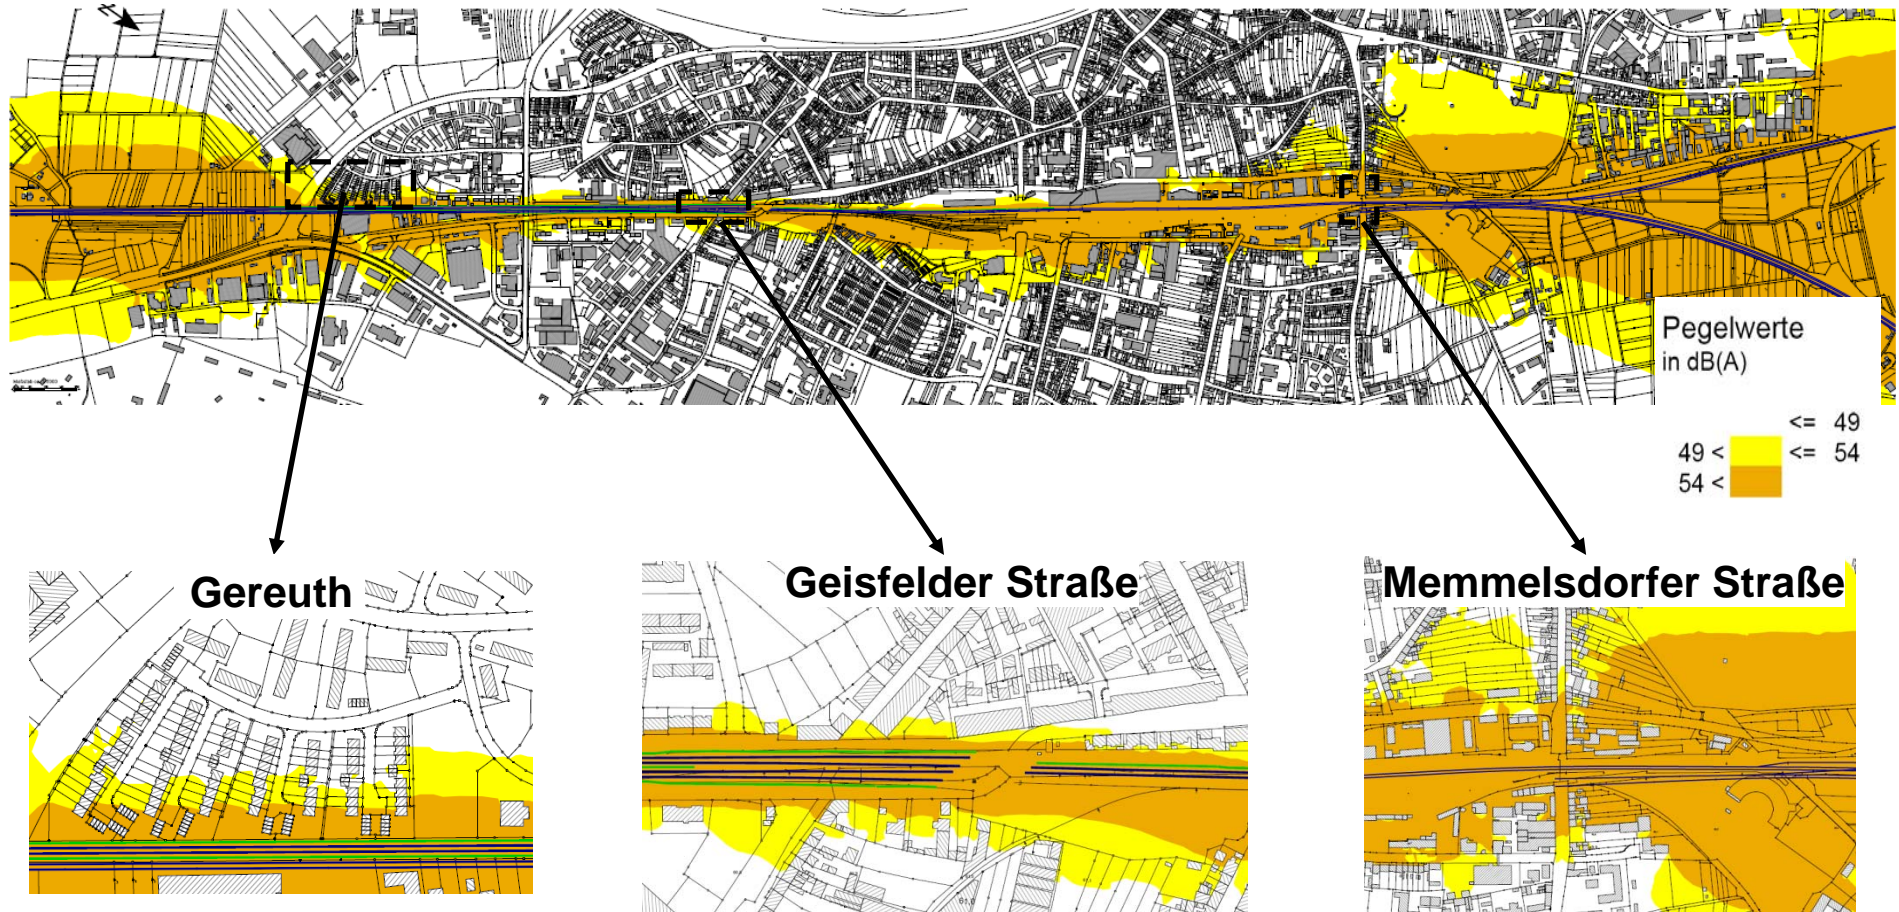 Pegelwerte
in dB(A)
<= 49
49 < <= 54
54 <
Gereuth
Geisfelder Straße
Memmelsdorfer Straße